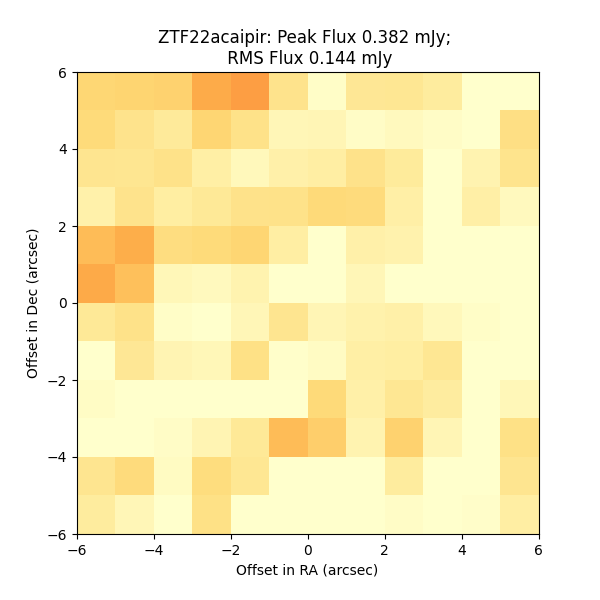 ZTF22acaipir: Peak Flux 0.382 mJy;
RMS Flux 0.144 mJy
6
4
2
0
−2
−4
−6
Offset in Dec (arcsec)
−6 −4 −2 0 2 4 6
Offset in RA (arcsec)